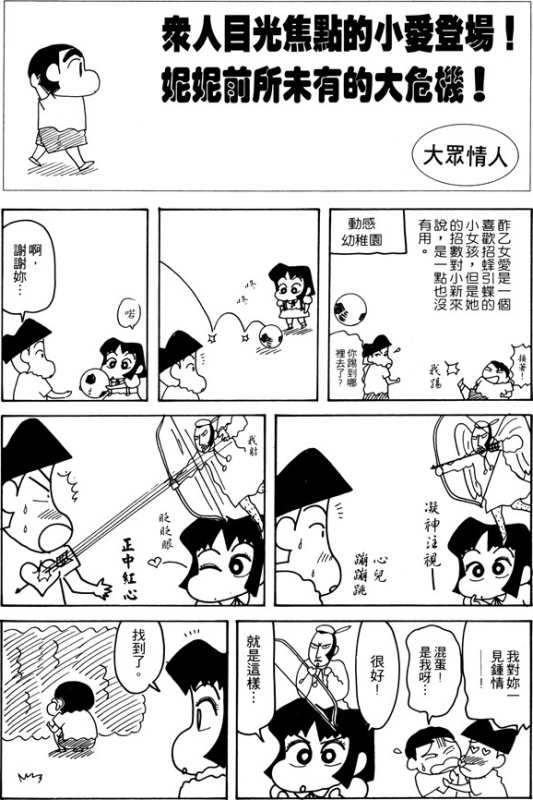 眾人目光焦點的小愛登場！
妮妮前所未有的大危機！
大眾情人
酢乙女愛是一個
喜歡招蜂引蝶的
小女孩，但是她
的招數對小新來
說，是一點也沒
有用。
動感
幼稚園
接著！
我踢
你踢到哪
裡去了？
咚
咚
喏
啊，
謝謝妳…
凝神注視——
心兒
蹦蹦跳
我射
眨眨眼
正中紅心
我對妳一
見鍾情
——！
混蛋！
是我呀…
很好！
就是這樣…
找到了。